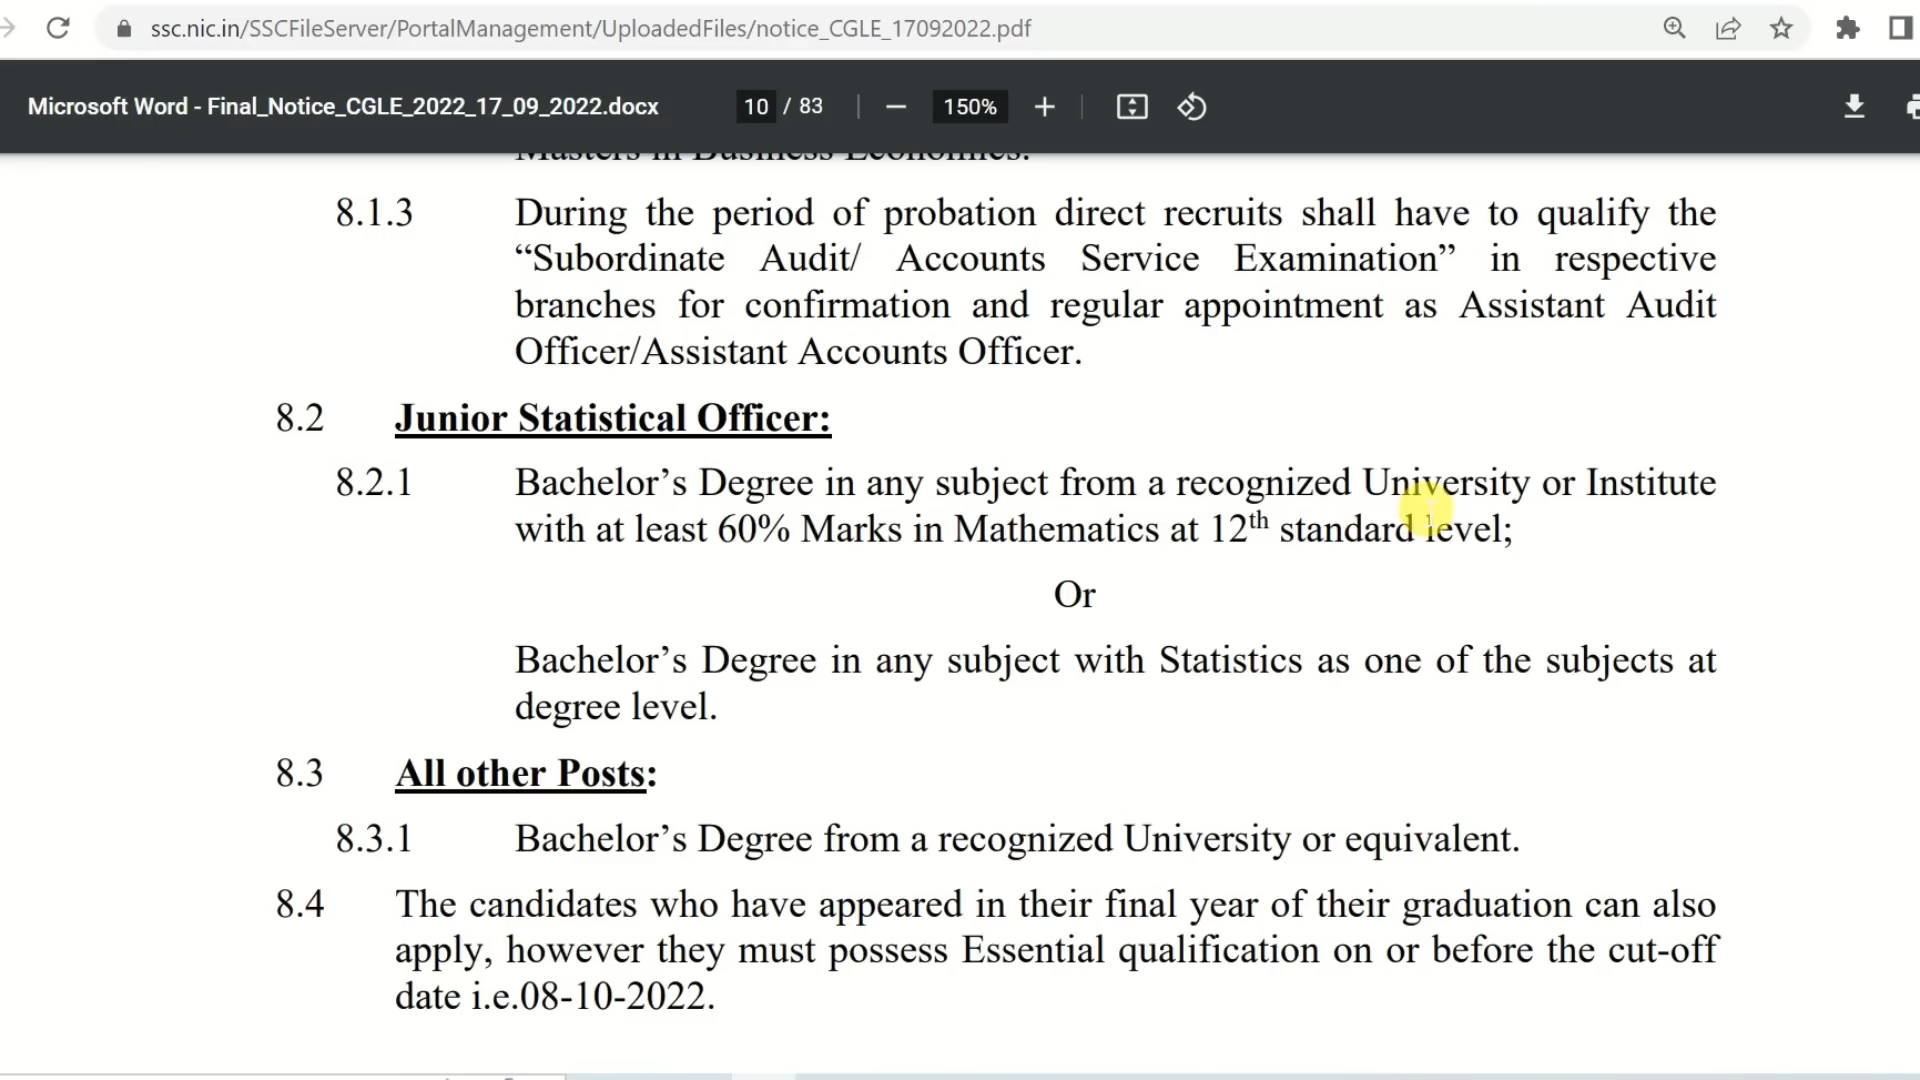 ssc.nic.in/SSCFileServer/PortalManagement/UploadedFiles/notice_CGLE_17092022.pdf
Microsoft Word - Final_Notice_CGLE_2022_17_09_2022.docx 10 / 83 — 150% +
Masters in Business Economics.
8.1.3 During the period of probation direct recruits shall have to qualify the
“Subordinate Audit/ Accounts Service Examination” in respective
branches for confirmation and regular appointment as Assistant Audit
Officer/Assistant Accounts Officer.
8.2 Junior Statistical Officer:
8.2.1 Bachelor’s Degree in any subject from a recognized University or Institute
with at least 60% Marks in Mathematics at 12th standard level;
Or
Bachelor’s Degree in any subject with Statistics as one of the subjects at
degree level.
8.3 All other Posts:
8.3.1 Bachelor’s Degree from a recognized University or equivalent.
8.4 The candidates who have appeared in their final year of their graduation can also
apply, however they must possess Essential qualification on or before the cut-off
date i.e.08-10-2022.